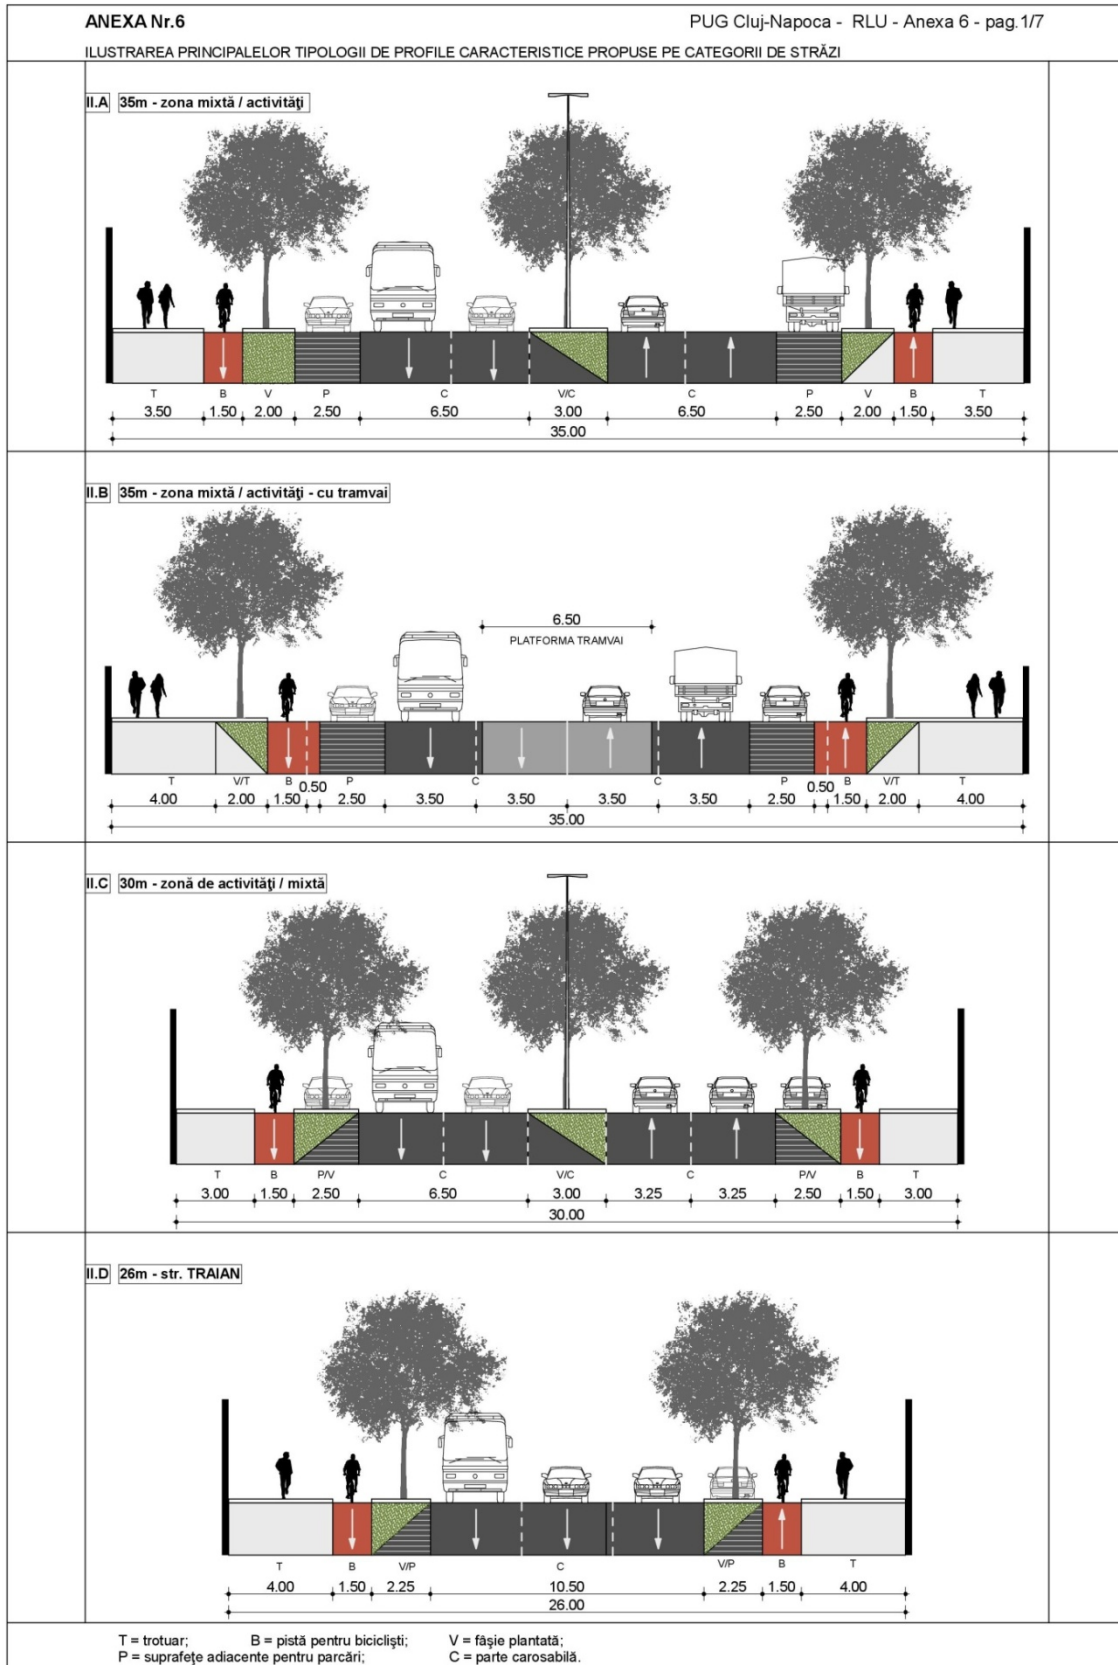 ANEXA Nr.6 PUG Cluj-Napoca - RLU - Anexa 6 - pag.1/7
ILUSTRAREA PRINCIPALELOR TIPOLOGII DE PROFILE CARACTERISTICE PROPUSE PE CATEGORII DE STRĂZI
II.A 35m - zona mixtă / activităţi
T B V P C V/C C P V B T
3.50 1.50 2.00 2.50 6.50 3.00 6.50 2.50 2.00 1.50 3.50
35.00
II.B 35m - zona mixtă / activităţi - cu tramvai
6.50
PLATFORMA TRAMVAI
T V/T B P C C P B V/T T
4.00 2.00 1.50 0.50 2.50 3.50 3.50 3.50 3.50 2.50 0.50 1.50 2.00 4.00
35.00
II.C 30m - zonă de activităţi / mixtă
T B P/V C V/C C P/V B T
3.00 1.50 2.50 6.50 3.00 3.25 3.25 2.50 1.50 3.00
30.00
II.D 26m - str. TRAIAN
T B V/P C V/P B T
4.00 1.50 2.25 10.50 2.25 1.50 4.00
26.00
T = trotuar; B = pistă pentru biciclişti; V = fâşie plantată;
P = suprafeţe adiacente pentru parcări; C = parte carosabilă.